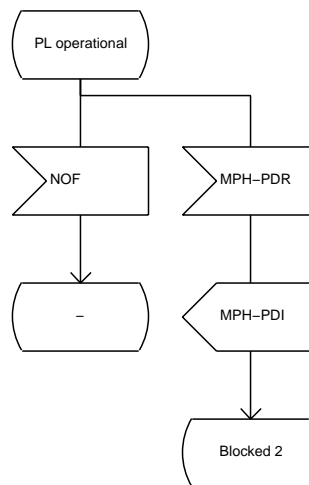 PL operational
NOF
MPH−PDR
−
MPH−PDI
Blocked 2